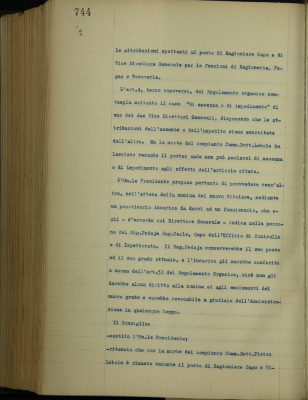 744
le attribuzioni spettanti al posto di Ragioniere Capo e di
Vice Direttore Generale per le funzioni di Ragioneria, Pa-
ghe e Tesoreria.
L'art.4, terzo capoverso, del Regolamento organico con-
templa soltanto il caso "di assenza o di impedimento" di
uno dei due Vice Direttori Generali, disponendo che le at-
tribuzioni dell'assente o dell'impedito siano esercitate
dall'altro. Ma la morte del compianto Comm.Dott.Lebole ha
lasciato vacante il posto onde non può parlarsi di assenza
o di impedimento agli effetti dell'articolo citato.
L'On.le Presidente propone pertanto di provvedere senz'al-
tro, nell'attesa della nomina del nuovo titolare, mediante
un provvisorio incarico da darsi ad un funzionario, che e-
gli - d'accordo col Direttore Generale - indica nella perso-
na del Sig. Rag. Capo dell'Ufficio di Controllo
e di Ispettorato. Il Rag. conserverebbe il suo posto
ed il suo grado attuale, e l'incarico gli sarebbe conferito
a norma dell'art.51 del Regolamento Organico, cioè non gli
darebbe alcun diritto alla nomina ed agli emolumenti del
nuovo grado e sarebbe revocabile a giudizio dell'Amministra-
zione in qualunque tempo.
Il Consiglio:
-sentito l'On.le Presidente;
-ritenuto che con la morte del compianto Comm.Dott.Pietro
Lebole è rimasto vacante il posto di Ragioniere Capo e Vi-